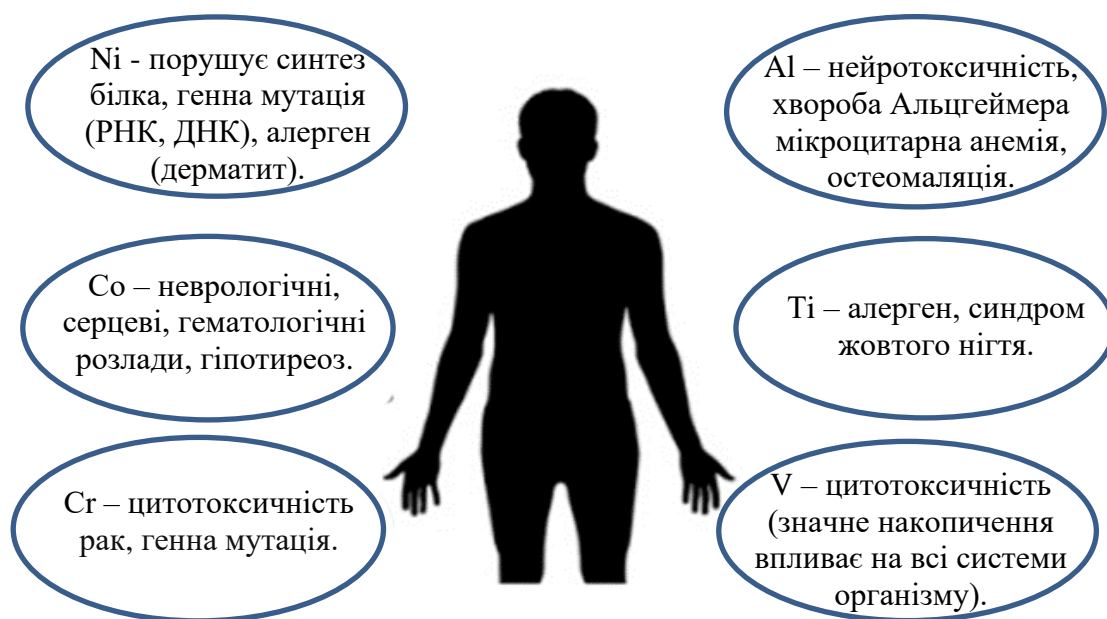 Ni - порушує синтез
білка, генна мутація
(РНК, ДНК), алерген
(дерматит).
Al – нейротоксичність,
хвороба Альцгеймера
мікроцитарна анемія,
остеомаляція.
Co – неврологічні,
серцеві, гематологічні
розлади, гіпотиреоз.
Ti – алерген, синдром
жовтого нігтя.
Cr – цитотоксичність
рак, генна мутація.
V – цитотоксичність
(значне накопичення
впливає на всі системи
організму).